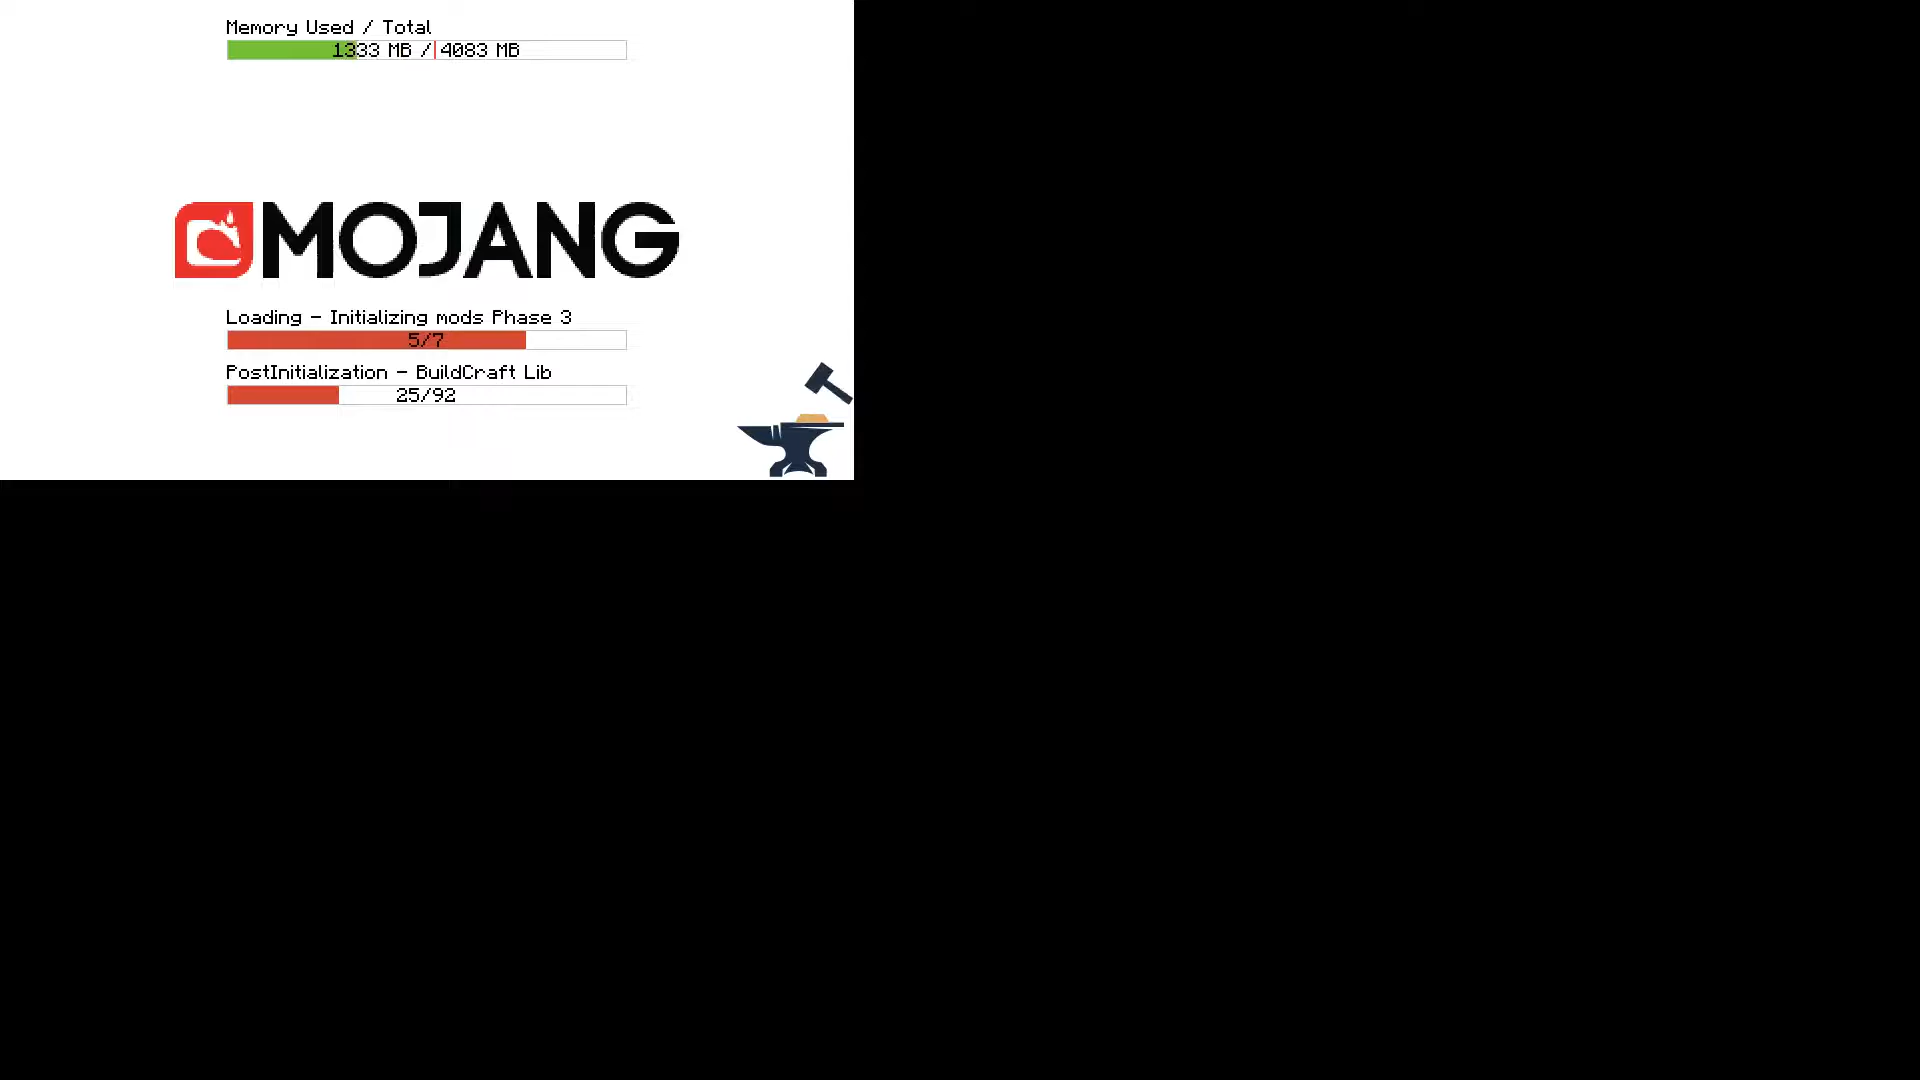 Memory Used / Total
1333 MB / 4083 MB
MOJANG
Loading - Initializing mods Phase 3
5/7
PostInitialization - BuildCraft Lib
25/92